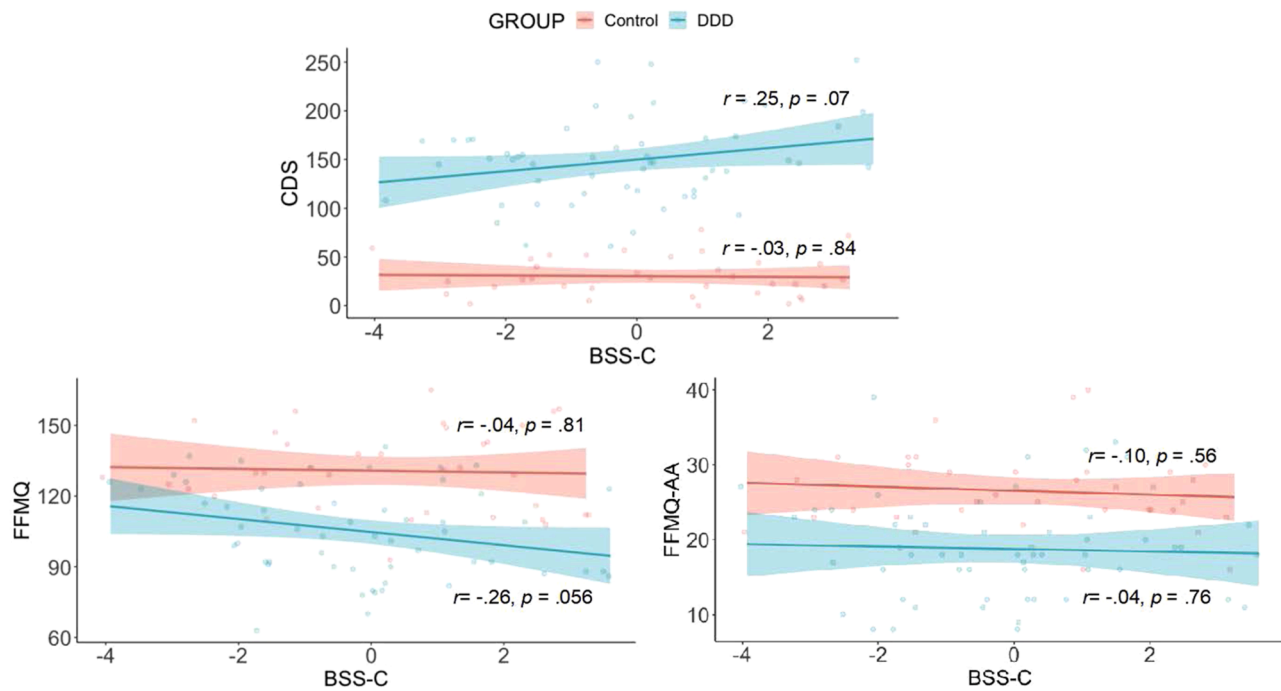 GROUP Control DDD
250
200
150
100
50
0
CDS
r = .25, p = .07
r = -.03, p = .84
-4 -2 0 2
BSS-C
150
120
90
60
FFMQ
r= -.04, p = .81
r= -.26, p = .056
-4 -2 0 2
BSS-C
40
30
20
10
FFMQ-AA
r= -.10, p = .56
r= -.04, p = .76
-4 -2 0 2
BSS-C